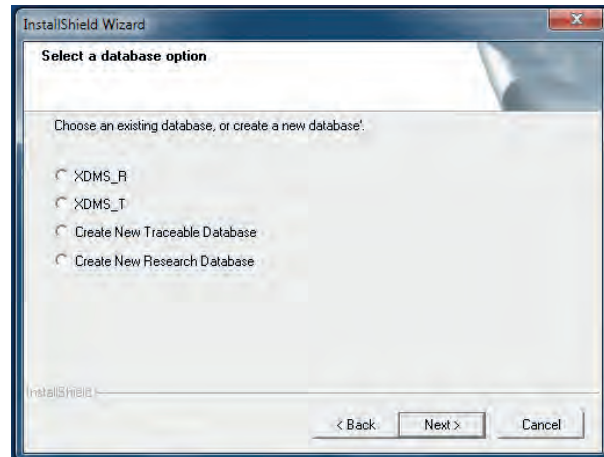 InstallShield Wizard
Select a database option
Choose an existing database, or create a new database'.
XDMS_R
XDMS_T
Create New Traceable Database
Create New Research Database
InstallShield
< Back
Next >
Cancel